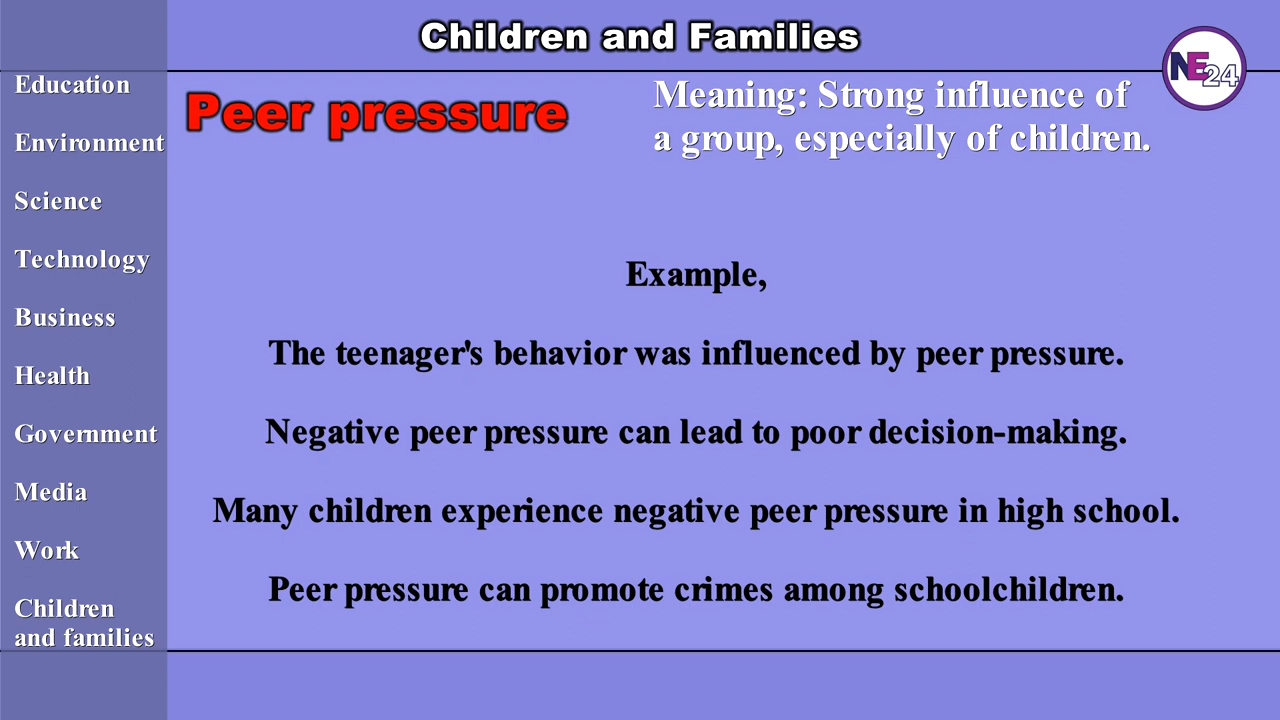 Children and Families
NE24
Education
Environment
Science
Technology
Business
Health
Government
Media
Work
Children
and families
Peer pressure
Meaning: Strong influence of
a group, especially of children.
Example,
The teenager's behavior was influenced by peer pressure.
Negative peer pressure can lead to poor decision-making.
Many children experience negative peer pressure in high school.
Peer pressure can promote crimes among schoolchildren.